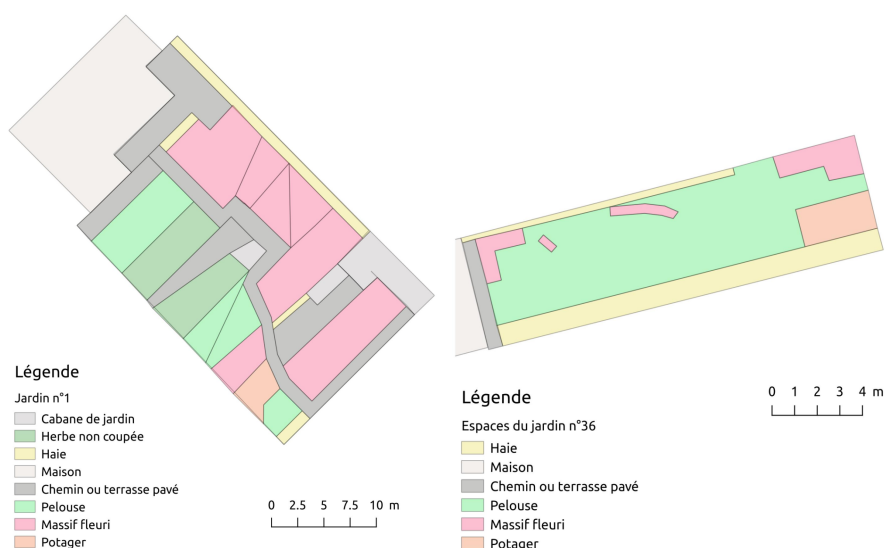 Légende
Jardin n°1
Cabane de jardin
Herbe non coupée
Haie
Maison
Chemin ou terrasse pavé
Pelouse
Massif fleuri
Potager
0 2.5 5 7.5 10 m
Légende
Espaces du jardin n°36
Haie
Maison
Chemin ou terrasse pavé
Pelouse
Massif fleuri
Potager
0 1 2 3 4 m